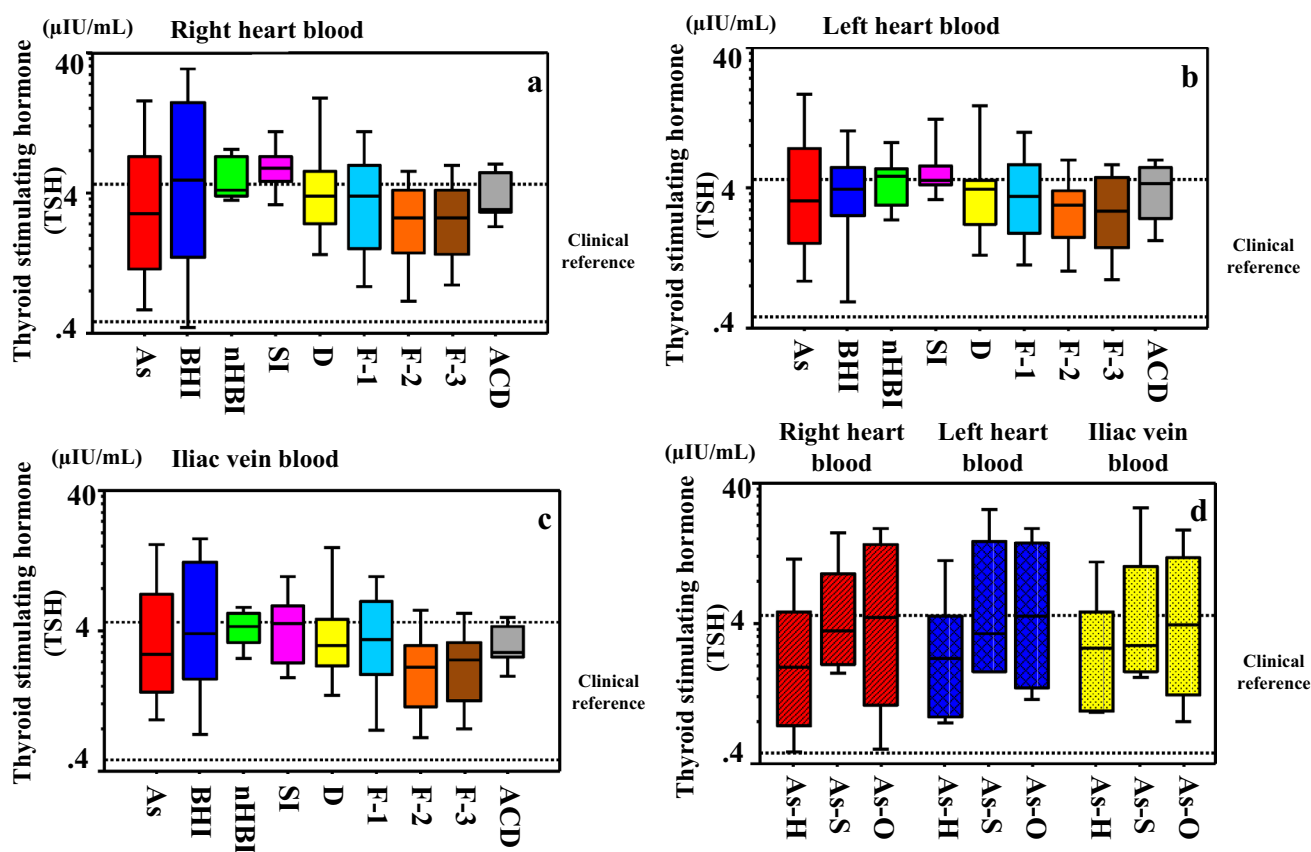 (μIU/mL) Right heart blood
a
40
4
.4
Thyroid stimulating hormone
(TSH)
Clinical
reference
As BHI nHBI SI D F-1 F-2 F-3 ACD
(μIU/mL) Left heart blood
b
40
4
.4
Thyroid stimulating hormone
(TSH)
Clinical
reference
As BHI nHBI SI D F-1 F-2 F-3 ACD
(μIU/mL) Iliac vein blood
c
40
4
.4
Thyroid stimulating hormone
(TSH)
Clinical
reference
As BHI nHBI SI D F-1 F-2 F-3 ACD
(μIU/mL)
Right heart
blood
Left heart
blood
Iliac vein
blood
d
40
4
.4
Thyroid stimulating hormone
(TSH)
Clinical
reference
As-H As-S As-O As-H As-S As-O As-H As-S As-O